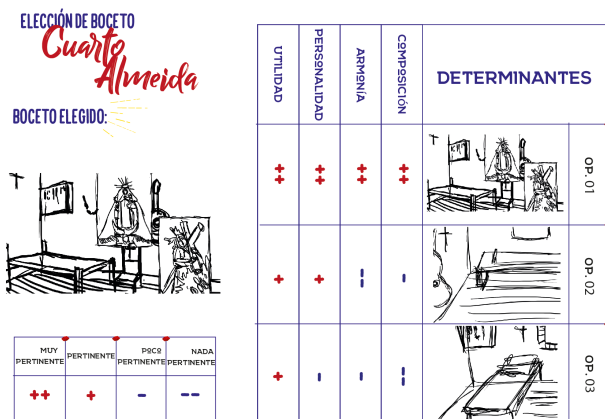 ELECCIÓN DE BOCETO
Cuarto
Almeida
BOCETO ELEGIDO:
UTILIDAD
PERSONALIDAD
ARMONÍA
COMPOSICIÓN
DETERMINANTES
++
++
++
++
OP. 01
+
+
--
-
OP. 02
+
-
-
--
OP. 03
MUY PERTINENTE
PERTINENTE
POCO PERTINENTE
NADA PERTINENTE
++
+
-
--